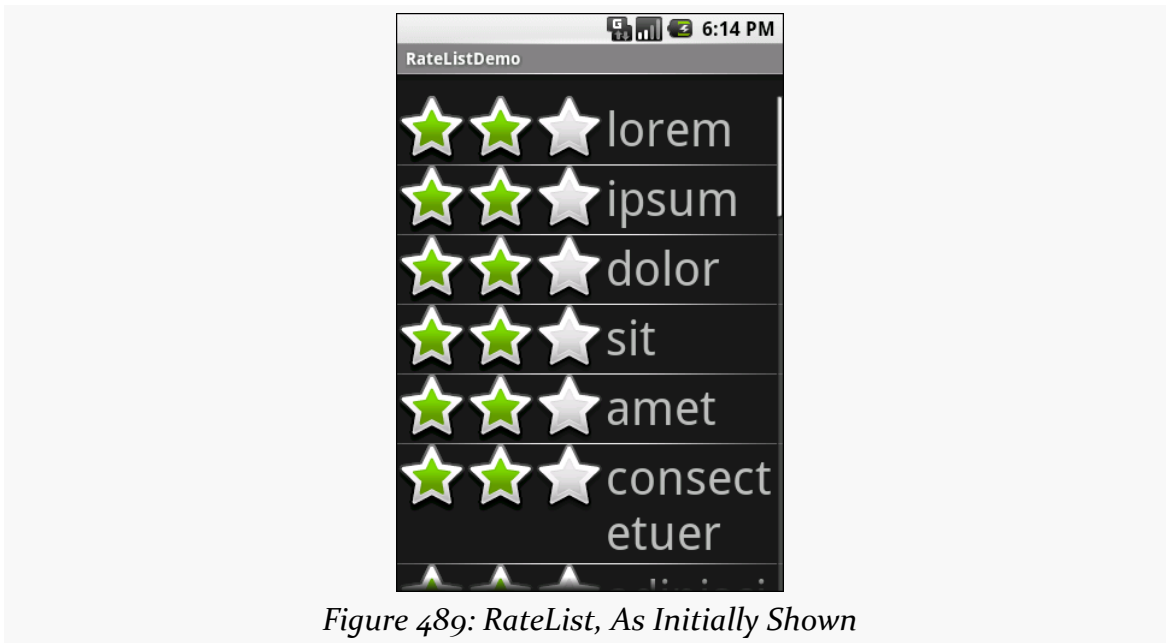 6:14 PM
RateListDemo
lorem
ipsum
dolor
sit
amet
consect
etuer
Figure 489: RateList, As Initially Shown